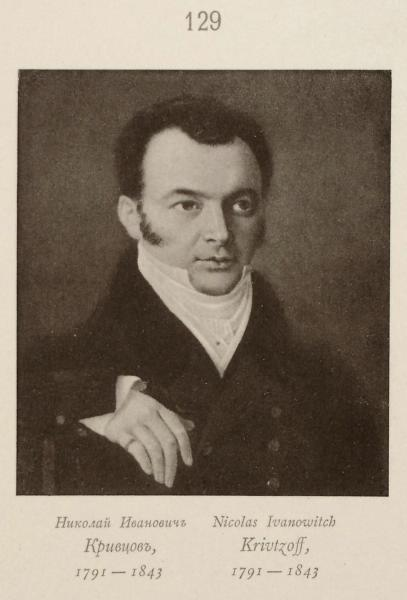 129
Николай Ивановичъ
Кривцовъ,
1791 — 1843
Nicolas Ivanowitch
Krivtzoff,
1791 — 1843